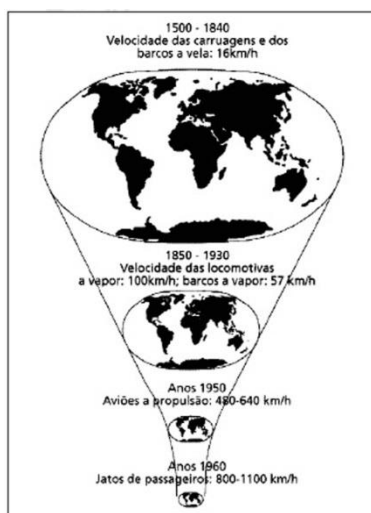 1500 - 1840
Velocidade das carruagens e dos
barcos a vela: 16km/h
1850 - 1930
Velocidade das locomotivas
a vapor: 100km/h; barcos a vapor: 57 km/h
Anos 1950
Aviões a propulsão: 480-640 km/h
Anos 1960
Jatos de passageiros: 800-1100 km/h